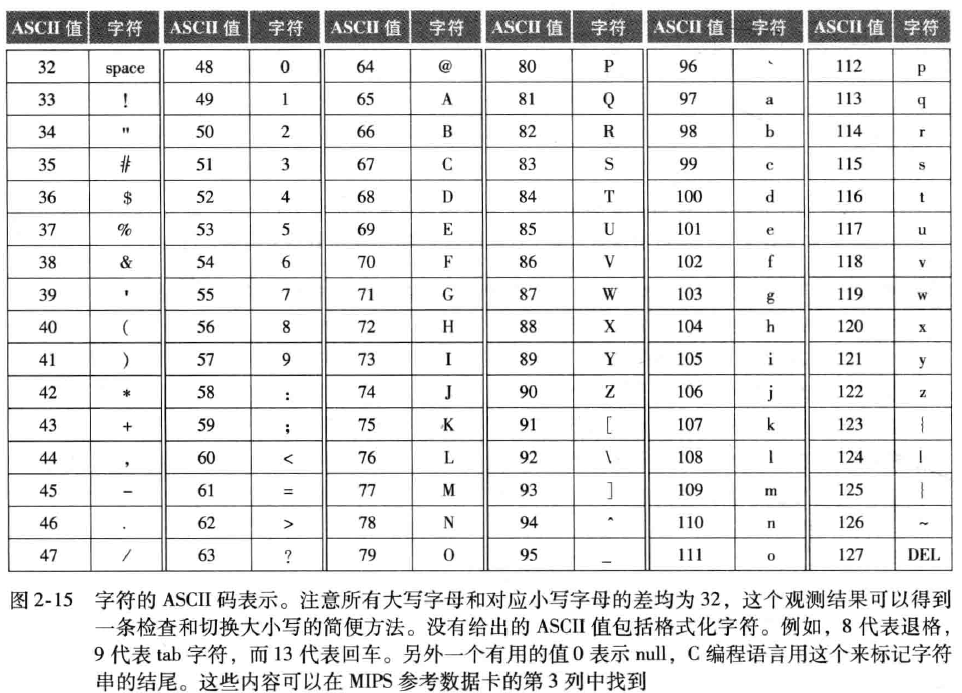 ASCII 值 字符 ASCII 值 字符 ASCII 值 字符 ASCII 值 字符 ASCII 值 字符 ASCII 值 字符
32 space 48 0 64 @ 80 P 96 ` 112 p
33 ! 49 1 65 A 81 Q 97 a 113 q
34 " 50 2 66 B 82 R 98 b 114 r
35 # 51 3 67 C 83 S 99 c 115 s
36 $ 52 4 68 D 84 T 100 d 116 t
37 % 53 5 69 E 85 U 101 e 117 u
38 & 54 6 70 F 86 V 102 f 118 v
39 ' 55 7 71 G 87 W 103 g 119 w
40 ( 56 8 72 H 88 X 104 h 120 x
41 ) 57 9 73 I 89 Y 105 i 121 y
42 * 58 : 74 J 90 Z 106 j 122 z
43 + 59 ; 75 K 91 [ 107 k 123 {
44 , 60 < 76 L 92 \ 108 l 124 |
45 - 61 = 77 M 93 ] 109 m 125 }
46 . 62 > 78 N 94 ^ 110 n 126 ~
47 / 63 ? 79 O 95 _ 111 o 127 DEL
图 2-15 字符的 ASCII 码表示。注意所有大写字母和对应小写字母的差均为 32，这个观测结果可以得到
一条检查和切换大小写的简便方法。没有给出的 ASCII 值包括格式化字符。例如，8 代表退格，
9 代表 tab 字符，而 13 代表回车。另外一个有用的值 0 表示 null，C 编程语言用这个来标记字符
串的结尾。这些内容可以在 MIPS 参考数据卡的第 3 列中找到